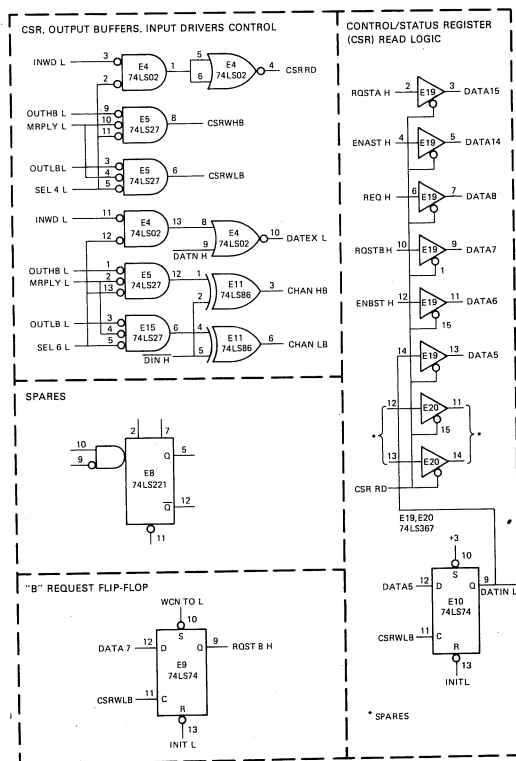 CSR, OUTPUT BUFFERS, INPUT DRIVERS CONTROL
INWD L
3
2
E4
74LS02
1
5
6
E4
74LS02
4
CSR RD
OUTHB L
MRPLY L
9
10
11
E5
74LS27
8
CSRWHB
OUTLBL
SEL 4 L
3
4
5
E5
74LS27
6
CSRWLB
INWD L
11
12
E4
74LS02
13
8
9
DATN H
E4
74LS02
10
DATEX L
OUTHB L
MRPLY L
1
2
13
E5
74LS27
12
1
2
E11
74LS86
3
CHAN HB
OUTLB L
SEL 6 L
3
4
5
E15
74LS27
6
4
5
DIN H
E11
74LS86
6
CHAN LB
SPARES
10
9
2
7
E8
74LS221
Q
5
Q
12
11
"B" REQUEST FLIP-FLOP
WCN TO L
10
S
DATA 7
12
D
Q
9
RQST B H
E9
74LS74
CSRWLB
11
C
R
13
INIT L
CONTROL/STATUS REGISTER
(CSR) READ LOGIC
RQSTA H
2
E19
3
DATA15
ENAST H
4
E19
5
DATA14
REQ H
6
E19
7
DATA8
RQSTB H
10
E19
9
DATA7
1
ENBST H
12
E19
11
DATA6
15
14
E19
13
DATA5
*
12
E20
11
15
*
13
E20
14
CSR RD
E19,E20
74LS367
+3
10
S
DATA5
12
D
Q
9
DATIN L
E10
74LS74
CSRWLB
11
C
R
13
INITL
* SPARES